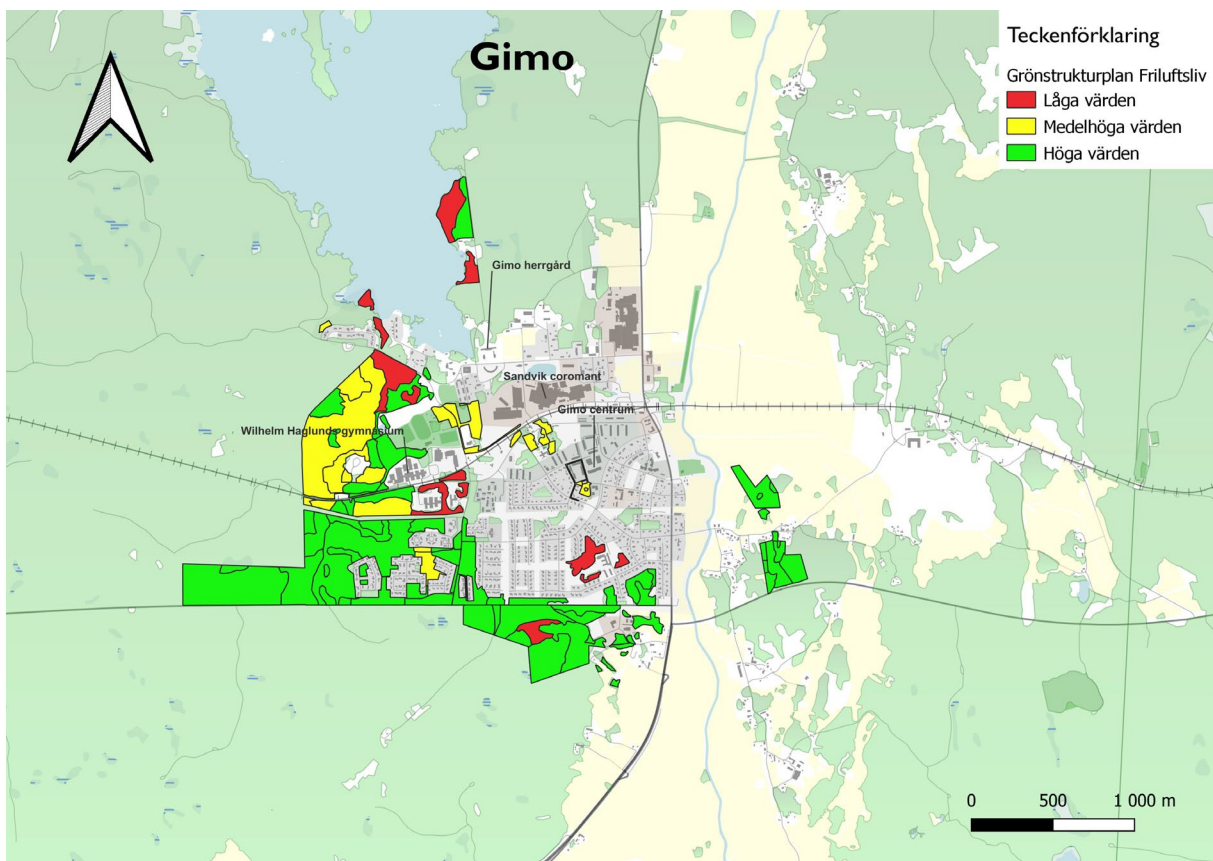 Gimo
Teckenförklaring
Grönstrukturplan Friluftsliv
Låga värden
Medelhöga värden
Höga värden
Gimo herrgård
Sandvik coromant
Gimo centrum
Wilhelm Haglunds gymnasium
0 500 1 000 m